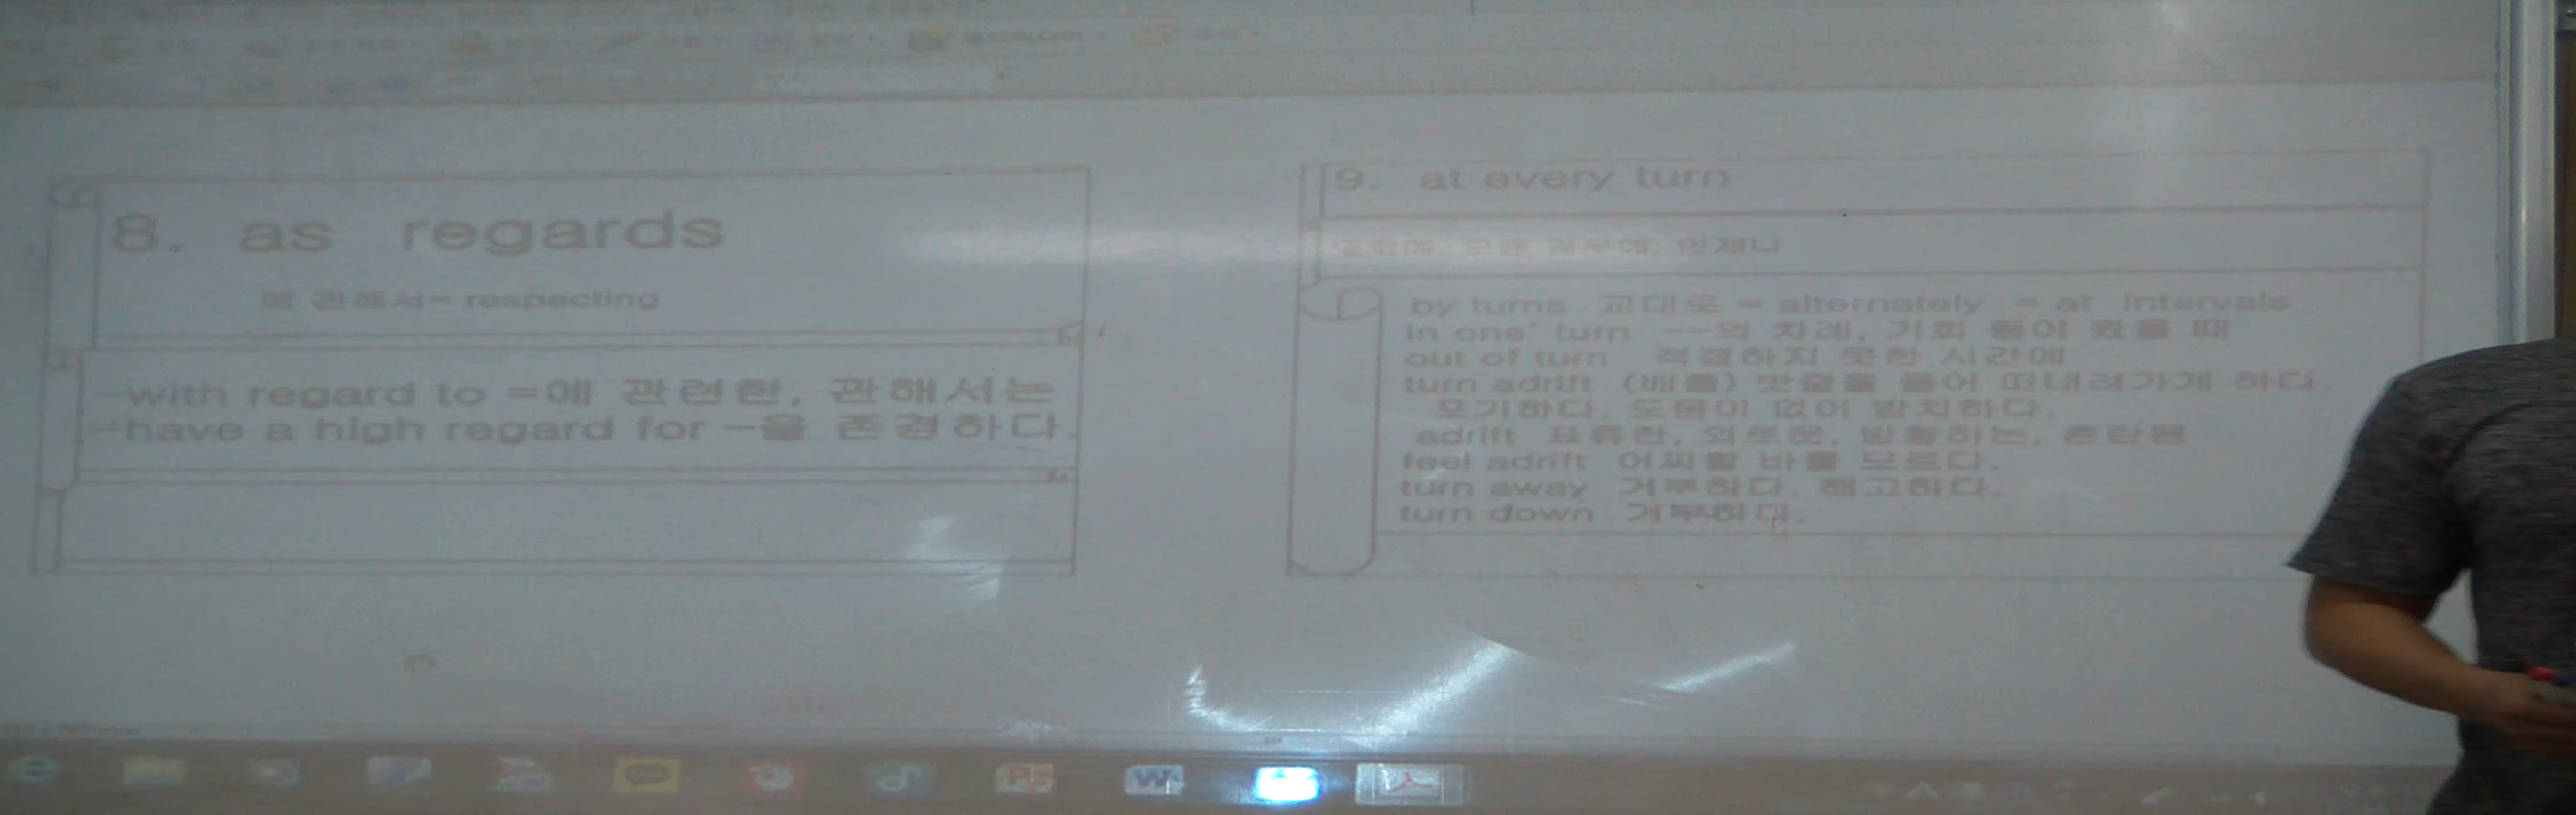 8. as regards
에 관해서= respecting
-with regard to =에 관련한, 관해서는
-have a high regard for -을 존경하다.
9. at every turn
경우에, 언제나
by turns 교대로 = alternately = at intervals
in one' turn —의 차례, 기회 등이 왔을 때
out of turn 적절하지 못한 시간에
turn adrift (배를) 밧줄을 풀어 떠내려가게 하다
포기하다. 도움이 없이 방치하다.
adrift 표류한, 외로운, 방황하는, 혼란된
feel adrift 어찌할 바를 모르다.
turn away 거부하다. 해고하다.
turn down 거부하다.